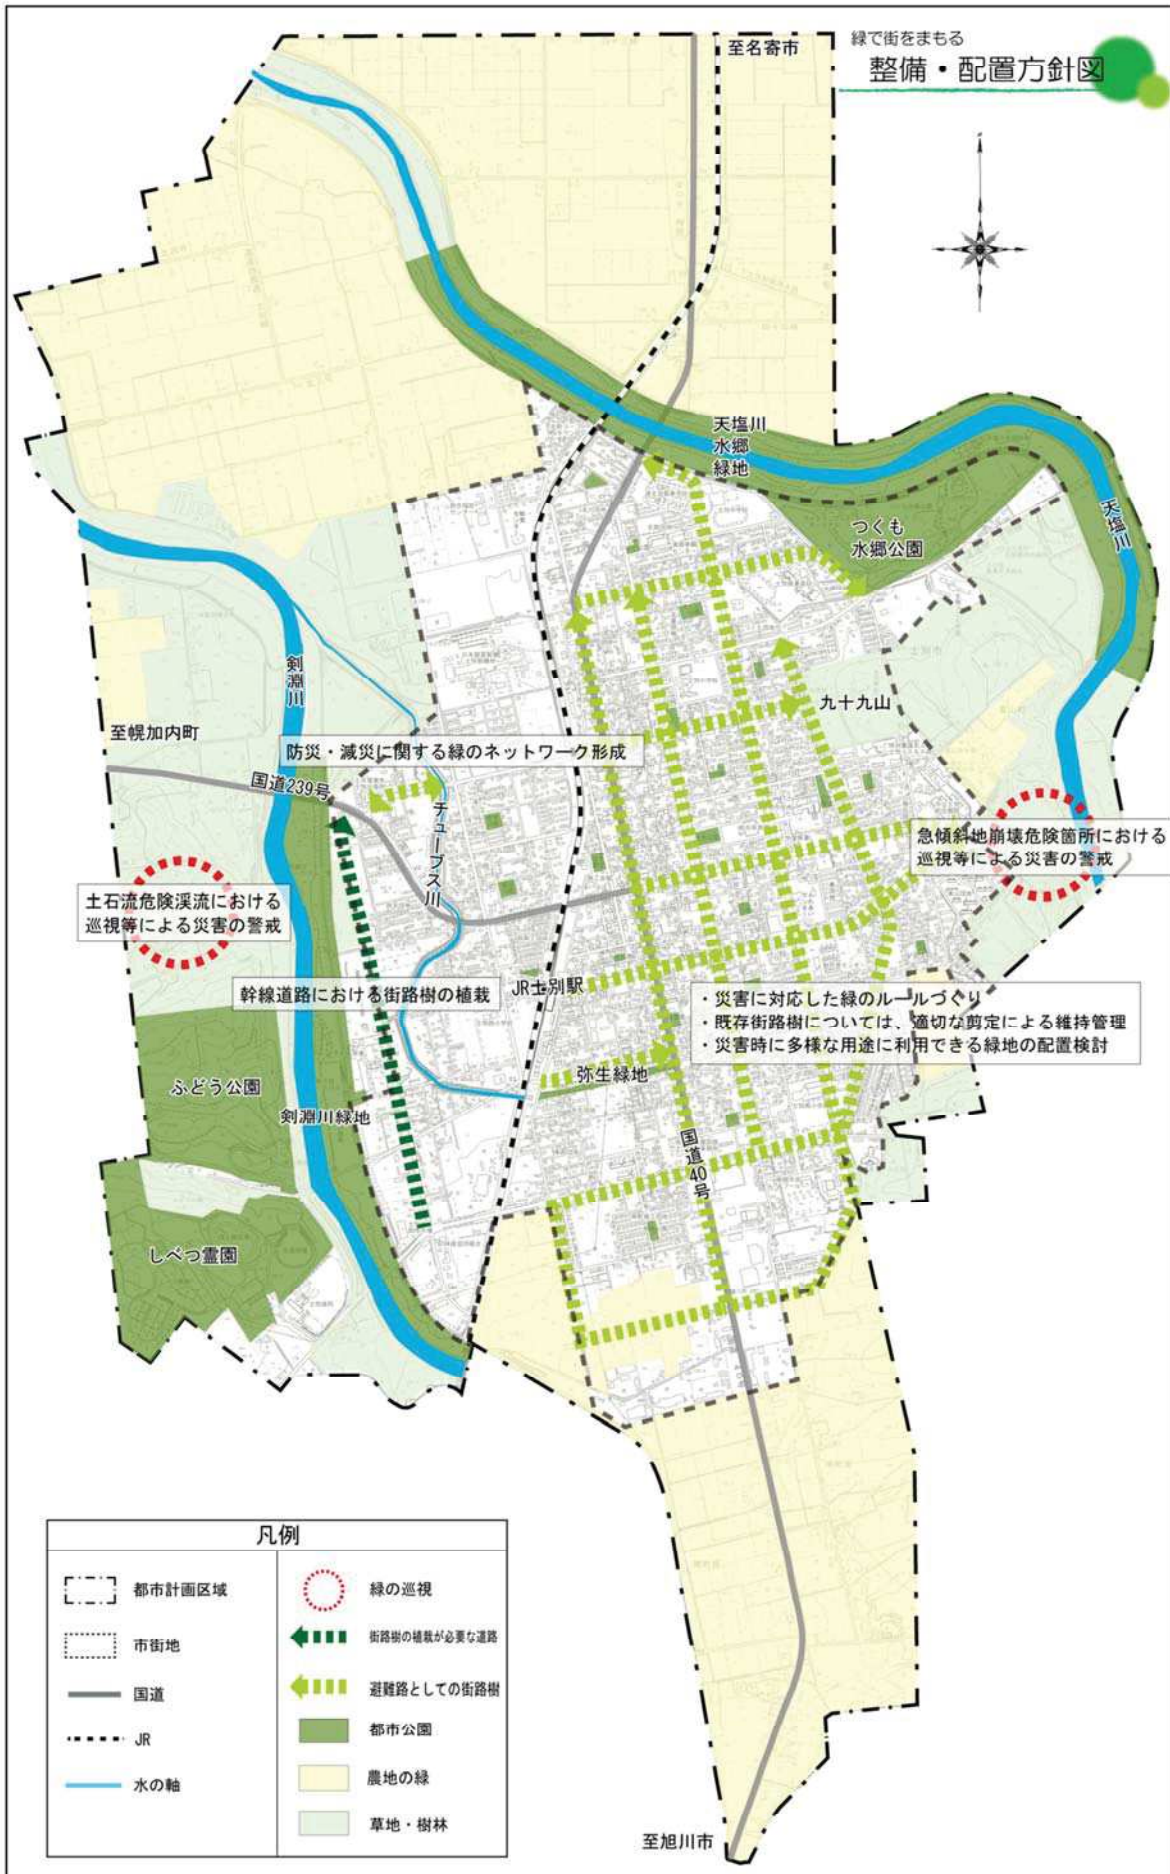 緑で街をまもる
整備・配置方針図
至名寄市
天塩川
水郷
緑地
つくも
水郷公園
天塩川
剣淵川
至幌加内町
九十九山
防災・減災に関する緑のネットワーク形成
国道239号
チューブス川
急傾斜地崩壊危険箇所における
巡視等による災害の警戒
土石流危険渓流における
巡視等による災害の警戒
幹線道路における街路樹の植栽
JR士別駅
・災害に対応した緑のルールづくり
・既存街路樹については、適切な剪定による維持管理
・災害時に多様な用途に利用できる緑地の配置検討
弥生緑地
ふどう公園
剣淵川緑地
国道40号
しべつ霊園
凡例
都市計画区域
市街地
国道
JR
水の軸
緑の巡視
街路樹の植栽が必要な道路
避難路としての街路樹
都市公園
農地の緑
草地・樹林
至旭川市